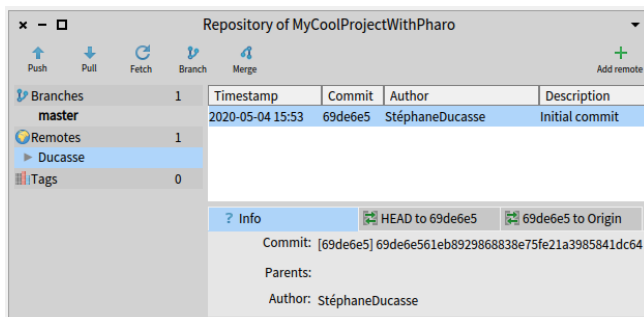 Repository of MyCoolProjectWithPharo
Push Pull Fetch Branch Merge Add remote
Branches 1
master
Remotes 1
Ducasse
Tags 0
Timestamp Commit Author Description
2020-05-04 15:53 69de6e5 StéphaneDucasse Initial commit
? Info HEAD to 69de6e5 69de6e5 to Origin
Commit: [69de6e5] 69de6e561eb8929868838e75fe21a3985841dc64
Parents:
Author: StéphaneDucasse